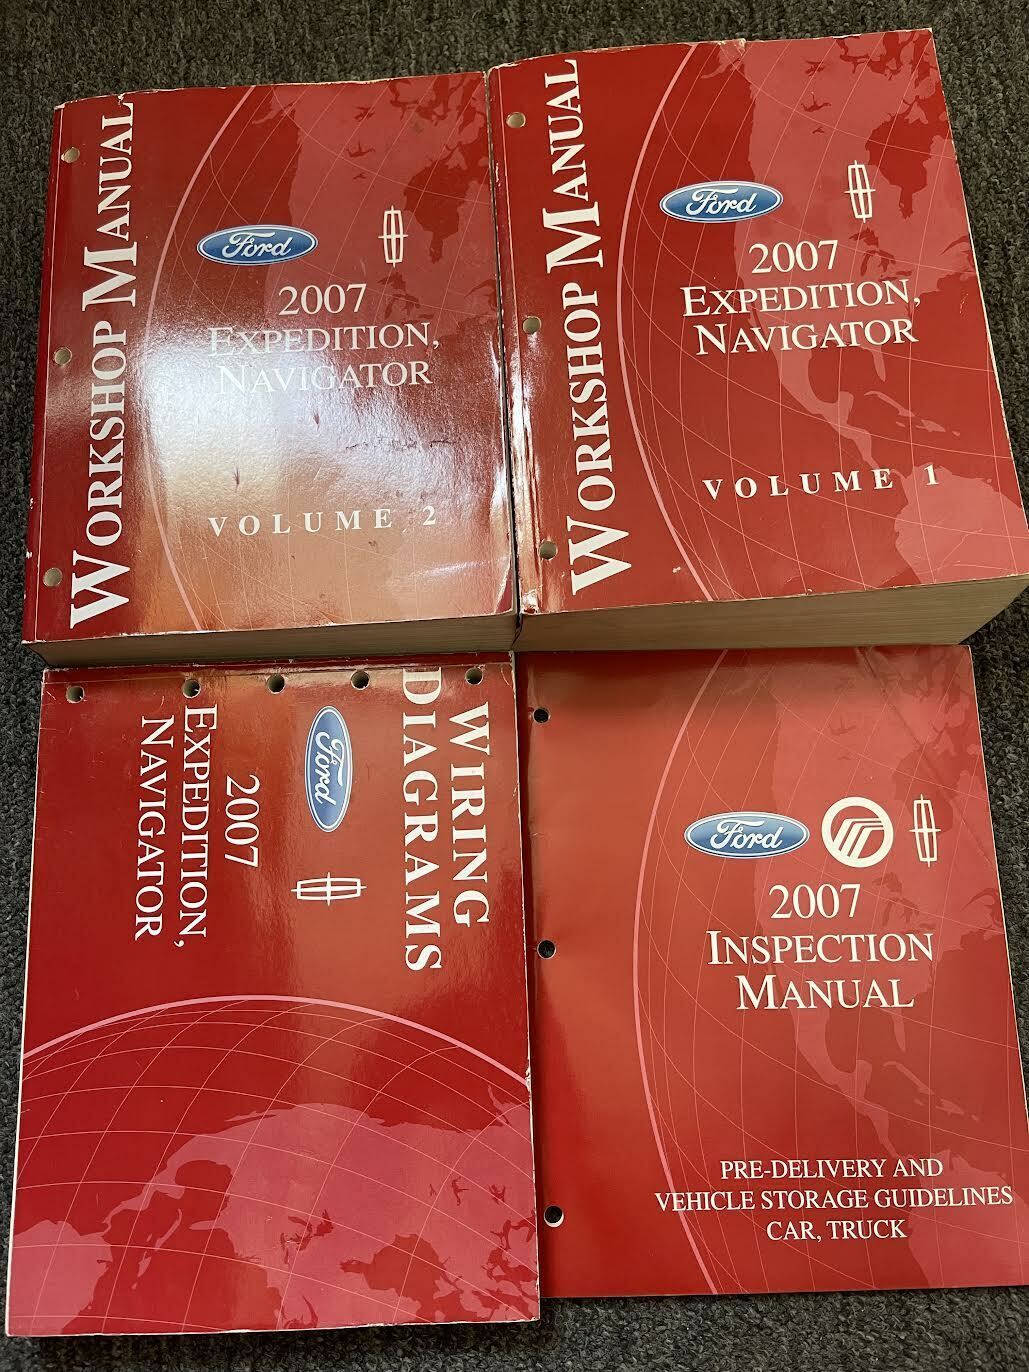 WORKSHOP MANUAL
Ford
2007
EXPEDITION,
NAVIGATOR
VOLUME 2
WORKSHOP MANUAL
Ford
2007
EXPEDITION,
NAVIGATOR
VOLUME 1
WIRING
DIAGRAMS
Ford
2007
EXPEDITION,
NAVIGATOR
Ford
2007
INSPECTION
MANUAL
PRE-DELIVERY AND
VEHICLE STORAGE GUIDELINES
CAR, TRUCK